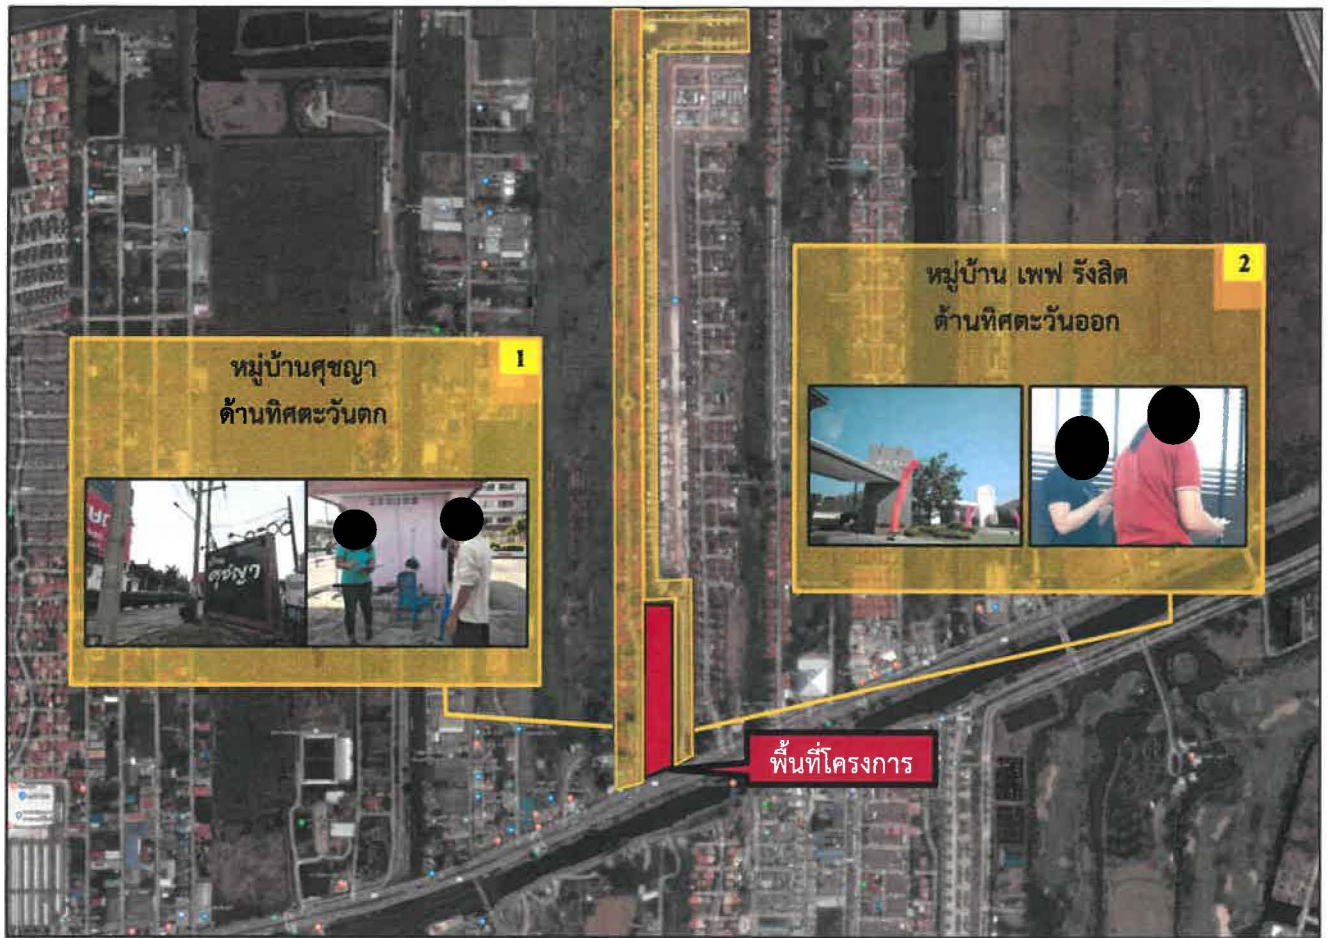 1
หมู่บ้านศุชญา
ด้านทิศตะวันตก
ศุชญา
2
หมู่บ้าน เพฟ รังสิต
ด้านทิศตะวันออก
พื้นที่โครงการ